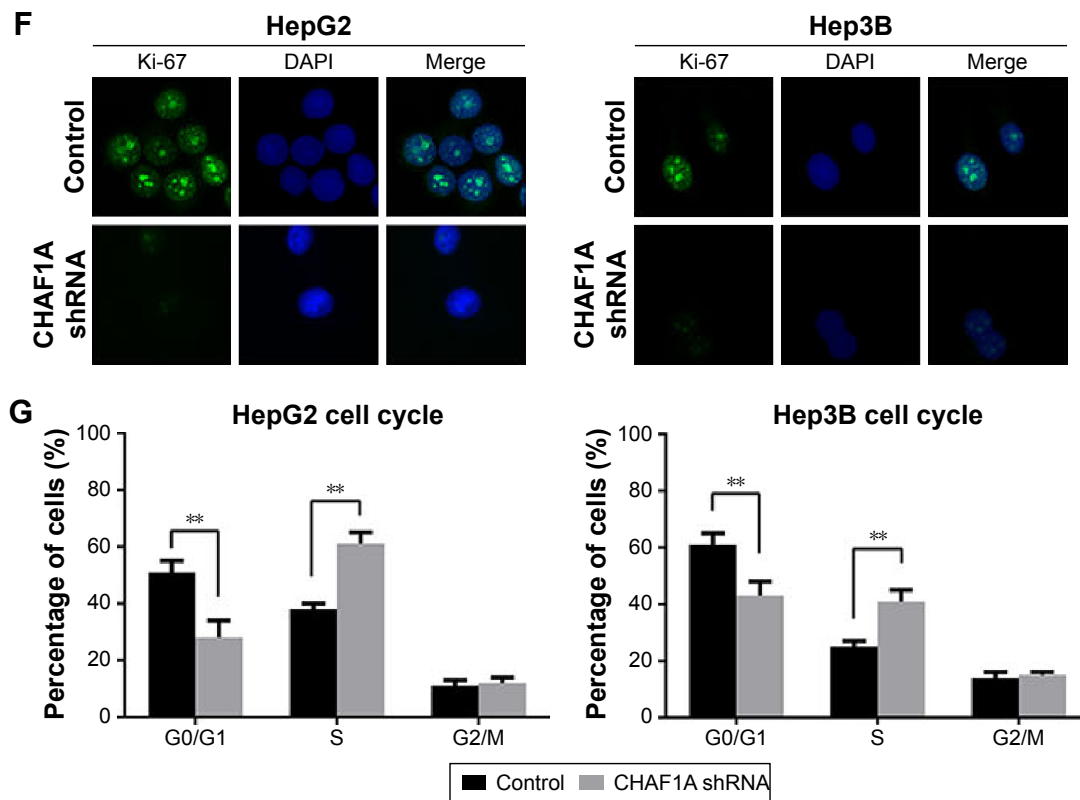 F
HepG2
Hep3B
Ki-67 DAPI Merge
Ki-67 DAPI Merge
Control
Control
CHAF1A
shRNA
CHAF1A
shRNA
G
HepG2 cell cycle
Percentage of cells (%)
100
80
60
40
20
0
**
**
G0/G1 S G2/M
Hep3B cell cycle
Percentage of cells (%)
100
80
60
40
20
0
**
**
G0/G1 S G2/M
Control CHAF1A shRNA